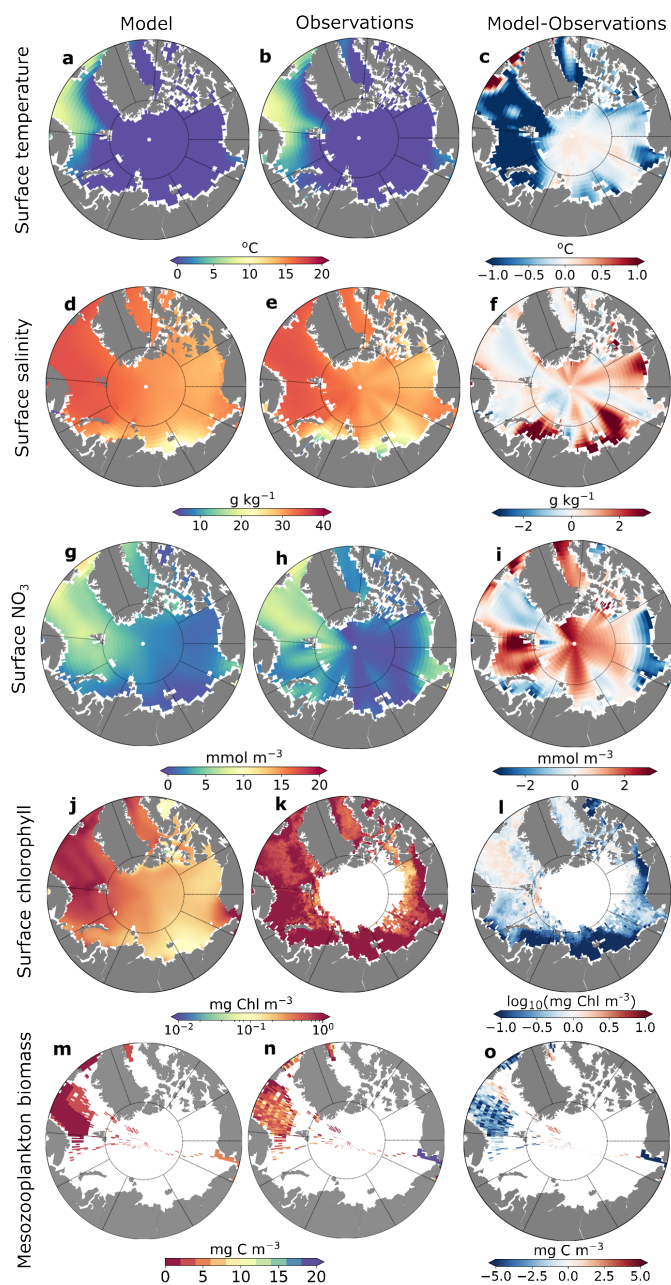 Model Observations Model-Observations
Surface temperature
a b c
°C °C
0 5 10 15 20 −1.0 −0.5 0.0 0.5 1.0
Surface salinity
d e f
g kg⁻¹ g kg⁻¹
10 20 30 40 −2 0 2
Surface NO₃
g h i
mmol m⁻³ mmol m⁻³
0 5 10 15 20 −2 0 2
Surface chlorophyll
j k l
mg Chl m⁻³ log₁₀(mg Chl m⁻³)
10⁻² 10⁻¹ 10⁰ −1.0 −0.5 0.0 0.5 1.0
Mesozooplankton biomass
m n o
mg C m⁻³ mg C m⁻³
0 5 10 15 20 −5.0 −2.5 0.0 2.5 5.0